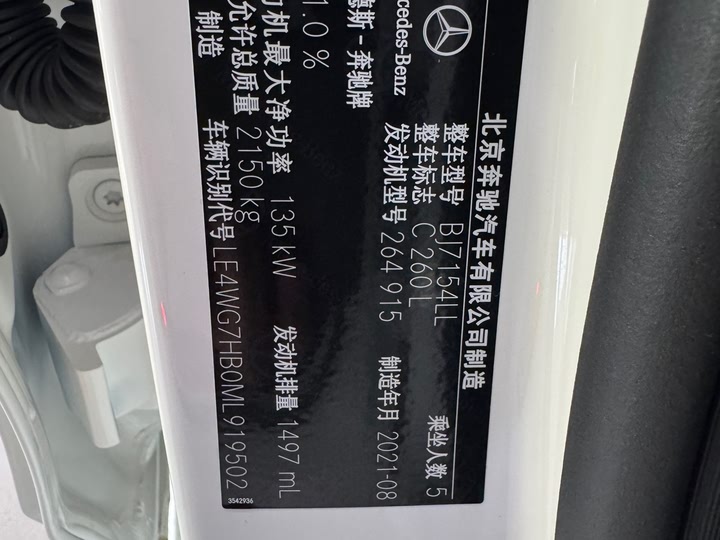 北京奔驰汽车有限公司制造
整车型号 BJ7154LL 乘坐人数 5
整车标志 C 260 L
发动机型号 264 915 制造年月 2021-08
Mercedes-Benz
德斯-奔驰牌
1.0 %
机最大净功率 135 kW 发动机排量 1497 mL
允许总质量 2150 kg
制造
车辆识别代号 LE4WG7HB0ML919502
3542936